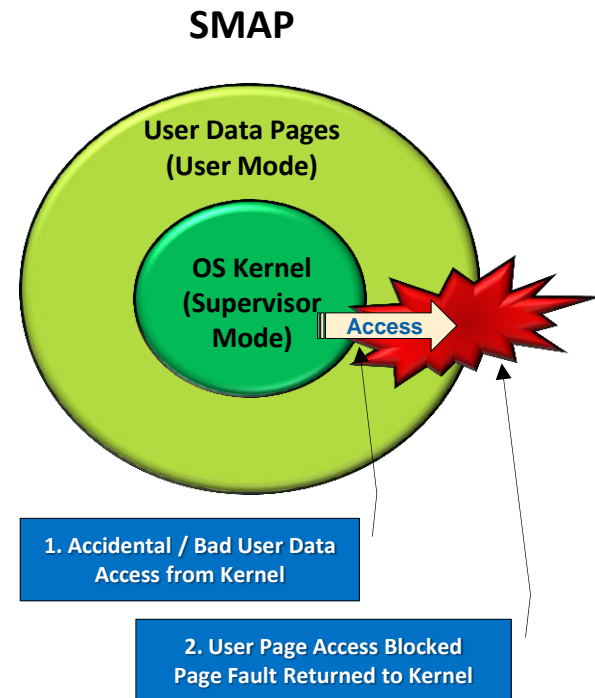 SMAP
User Data Pages
(User Mode)
OS Kernel
(Supervisor
Mode)
Access
1. Accidental / Bad User Data
Access from Kernel
2. User Page Access Blocked
Page Fault Returned to Kernel